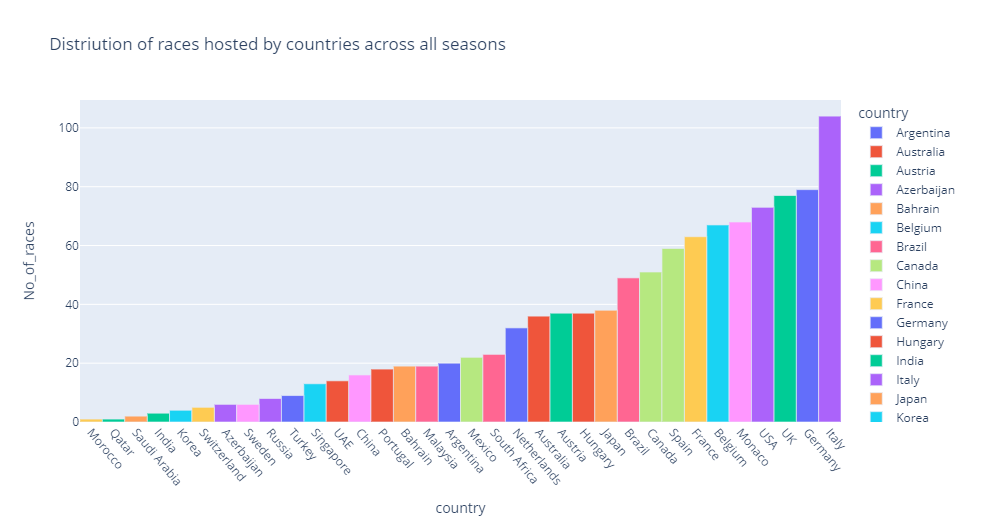 Distriution of races hosted by countries across all seasons
No_of_races
100
80
60
40
20
0
Morocco
Qatar
Saudi Arabia
India
Korea
Switzerland
Azerbaijan
Sweden
Russia
Turkey
Singapore
UAE
China
Portugal
Bahrain
Malaysia
Argentina
Mexico
South Africa
Netherlands
Australia
Austria
Hungary
Japan
Brazil
Canada
Spain
France
Belgium
Monaco
USA
UK
Germany
Italy
country
country
Argentina
Australia
Austria
Azerbaijan
Bahrain
Belgium
Brazil
Canada
China
France
Germany
Hungary
India
Italy
Japan
Korea